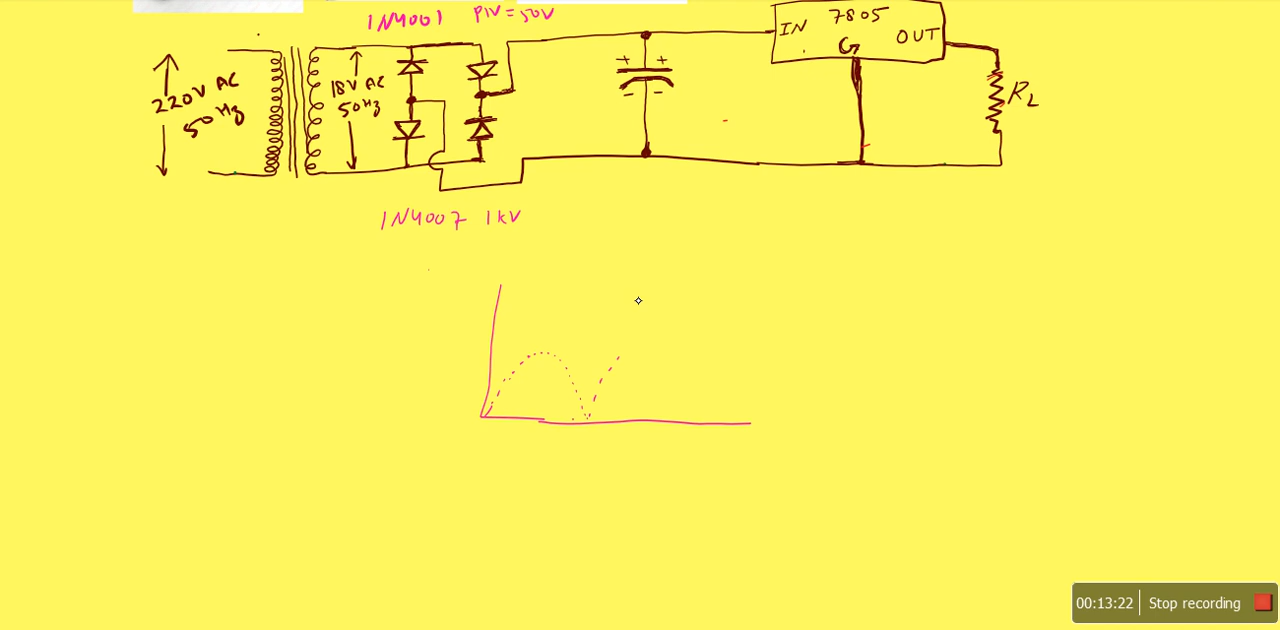 1N4001 PIV = 50V
220V AC
50Hz
18V AC
50Hz
+ +
- -
IN 7805 OUT
G
RL
1N4007 1kV
00:13:22 Stop recording